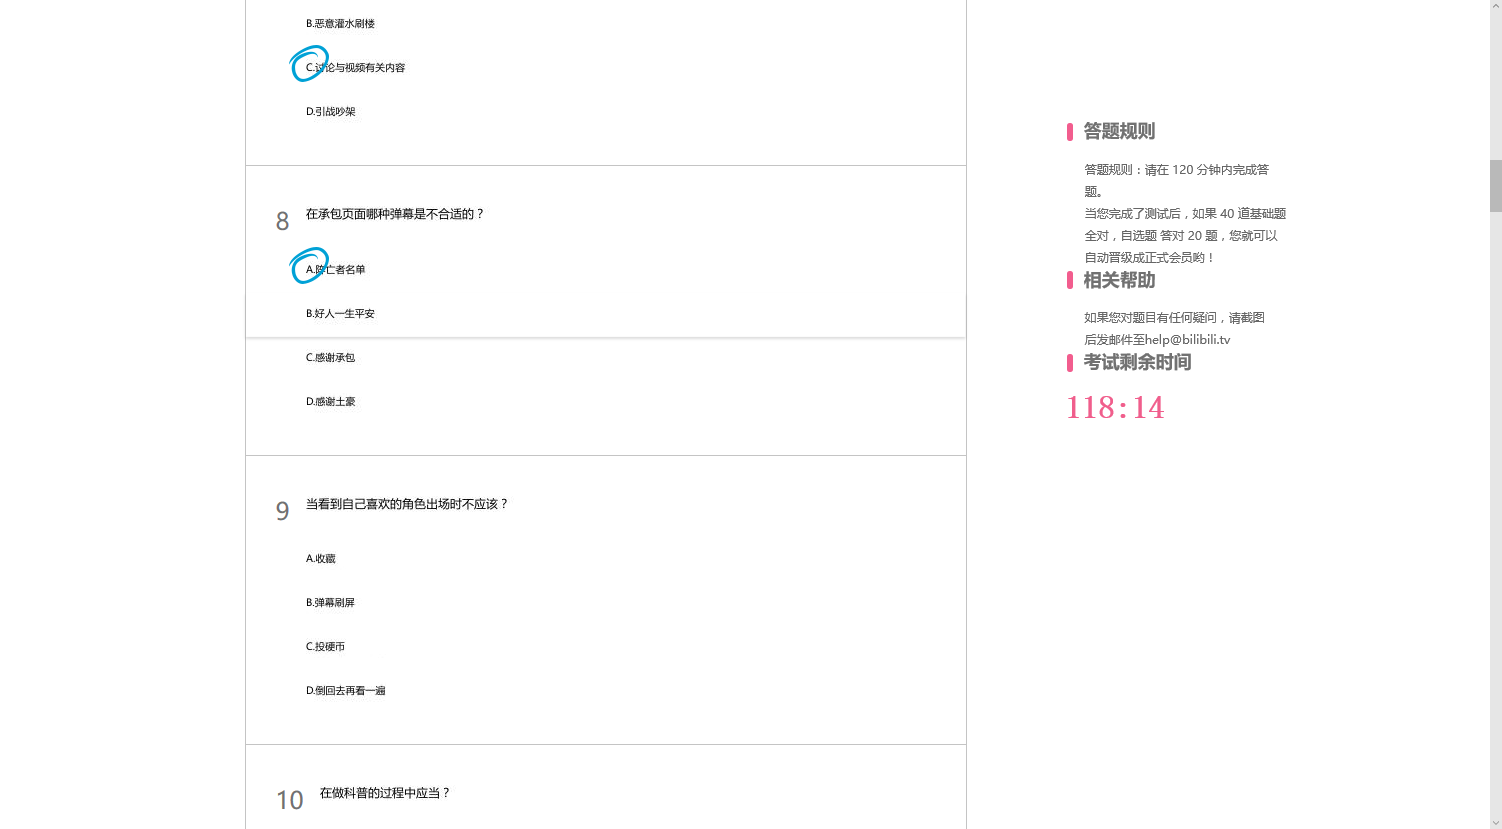 B.恶意灌水刷楼
C.讨论与视频有关内容
D.引战吵架
8
在承包页面哪种弹幕是不合适的？
A.阵亡者名单
B.好人一生平安
C.感谢承包
D.感谢土豪
9
当看到自己喜欢的角色出场时不应该？
A.收藏
B.弹幕刷屏
C.投硬币
D.倒回去再看一遍
10
在做科普的过程中应当？
答题规则
答题规则：请在 120 分钟内完成答
题。
当您完成了测试后，如果 40 道基础题
全对，自选题 答对 20 题，您就可以
自动晋级成正式会员哟！
相关帮助
如果您对题目有任何疑问，请截图
后发邮件至help@bilibili.tv
考试剩余时间
118:14